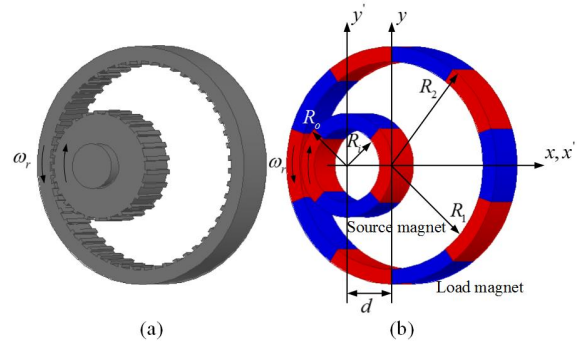 y' y
ω_r
R_o
R_i
R_2
ω_r
x, x'
R_1
Source magnet
d
Load magnet
(a) (b)